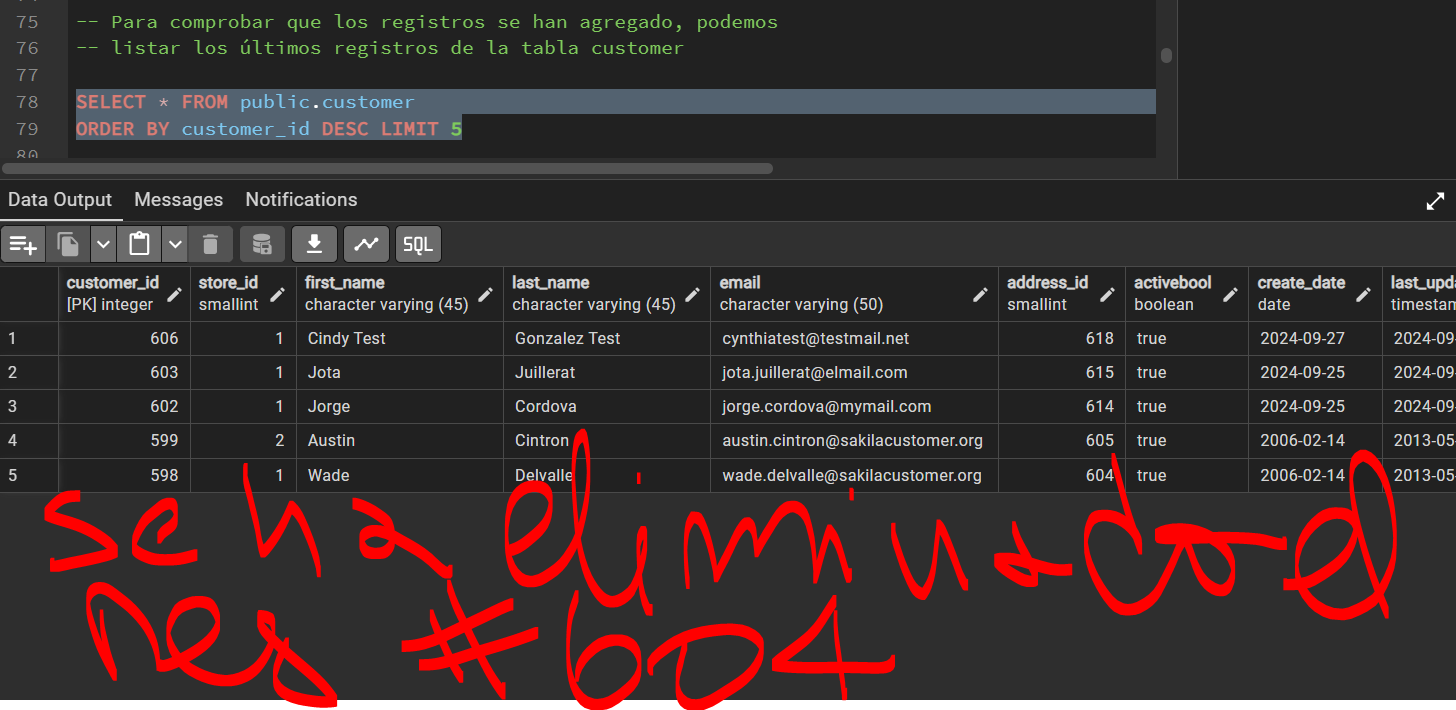 75 -- Para comprobar que los registros se han agregado, podemos
76 -- listar los últimos registros de la tabla customer
77
78 SELECT * FROM public.customer
79 ORDER BY customer_id DESC LIMIT 5
80
Data Output Messages Notifications
SQL
customer_id store_id first_name last_name email address_id activebool create_date last_upda
[PK] integer smallint character varying (45) character varying (45) character varying (50) smallint boolean date timestam
1 606 1 Cindy Test Gonzalez Test cynthiatest@testmail.net 618 true 2024-09-27 2024-09-
2 603 1 Jota Juillerat jota.juillerat@elmail.com 615 true 2024-09-25 2024-09-
3 602 1 Jorge Cordova jorge.cordova@mymail.com 614 true 2024-09-25 2024-09-
4 599 2 Austin Cintron austin.cintron@sakilacustomer.org 605 true 2006-02-14 2013-05-
5 598 1 Wade Delvalle wade.delvalle@sakilacustomer.org 604 true 2006-02-14 2013-05-
se ha eliminado el
reg #604